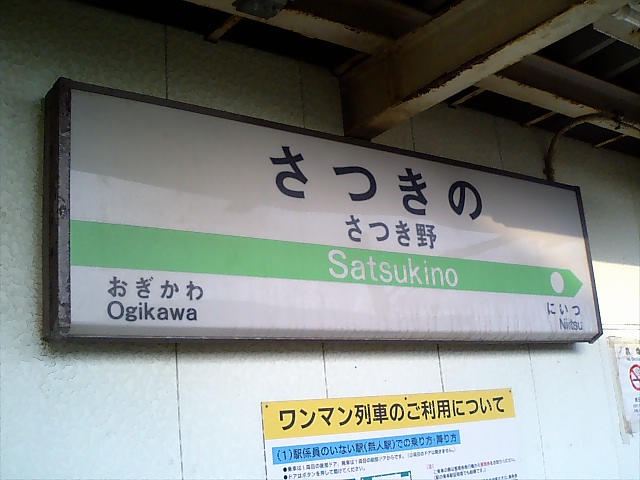 さつきの
さつき野
Satsukino
おぎかわ
Ogikawa
にいつ
Niitsu
ワンマン列車のご利用について
(1)駅係員のいない駅(無人駅)での乗り方・降り方